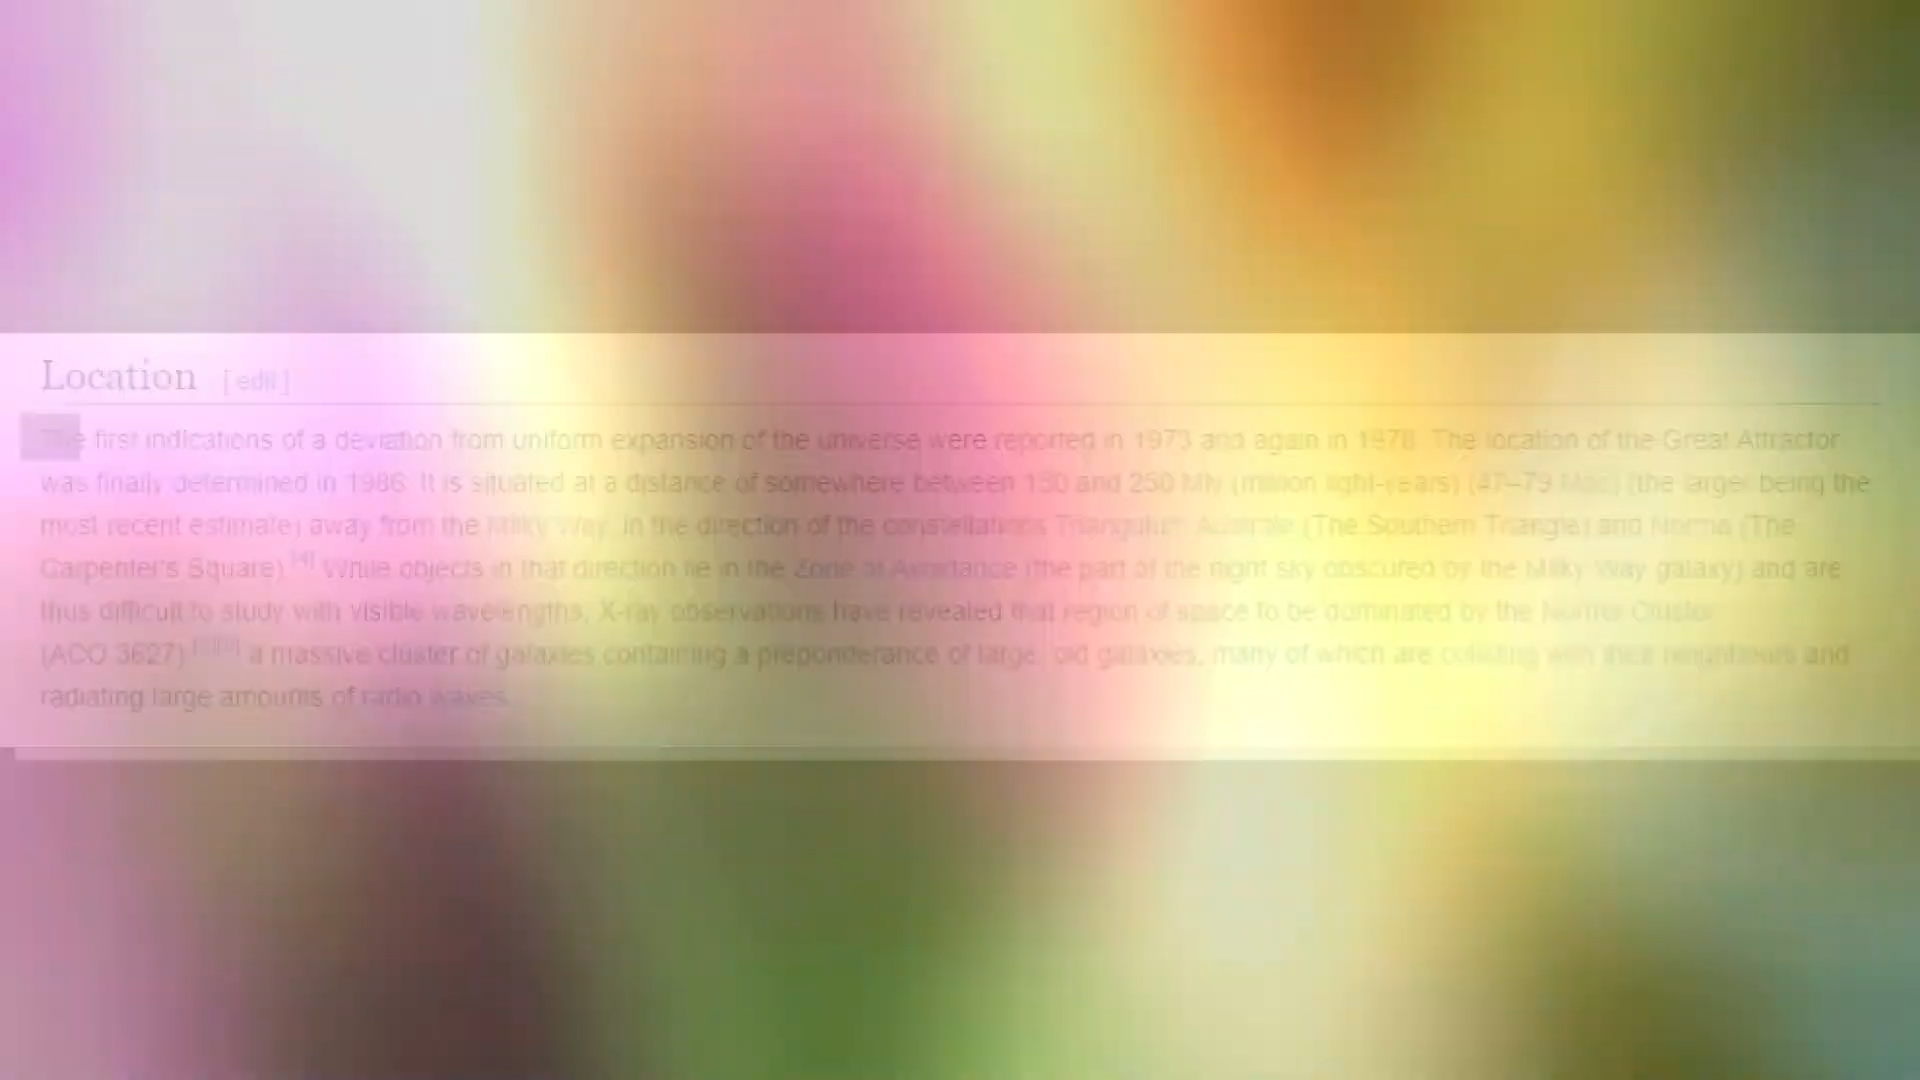 Location [ edit ]
The first indications of a deviation from uniform expansion of the universe were reported in 1973 and again in 1978. The location of the Great Attractor
was finally determined in 1986. It is situated at a distance of somewhere between 150 and 250 Mly (million light-years) (47–79 Mpc) (the larger being the
most recent estimate) away from the Milky Way, in the direction of the constellations Triangulum Australe (The Southern Triangle) and Norma (The
Carpenter's Square).[4] While objects in that direction lie in the Zone of Avoidance (the part of the night sky obscured by the Milky Way galaxy) and are
thus difficult to study with visible wavelengths, X-ray observations have revealed that region of space to be dominated by the Norma Cluster
(ACO 3627), a massive cluster of galaxies containing a preponderance of large, old galaxies, many of which are colliding with their neighbours and
radiating large amounts of radio waves.